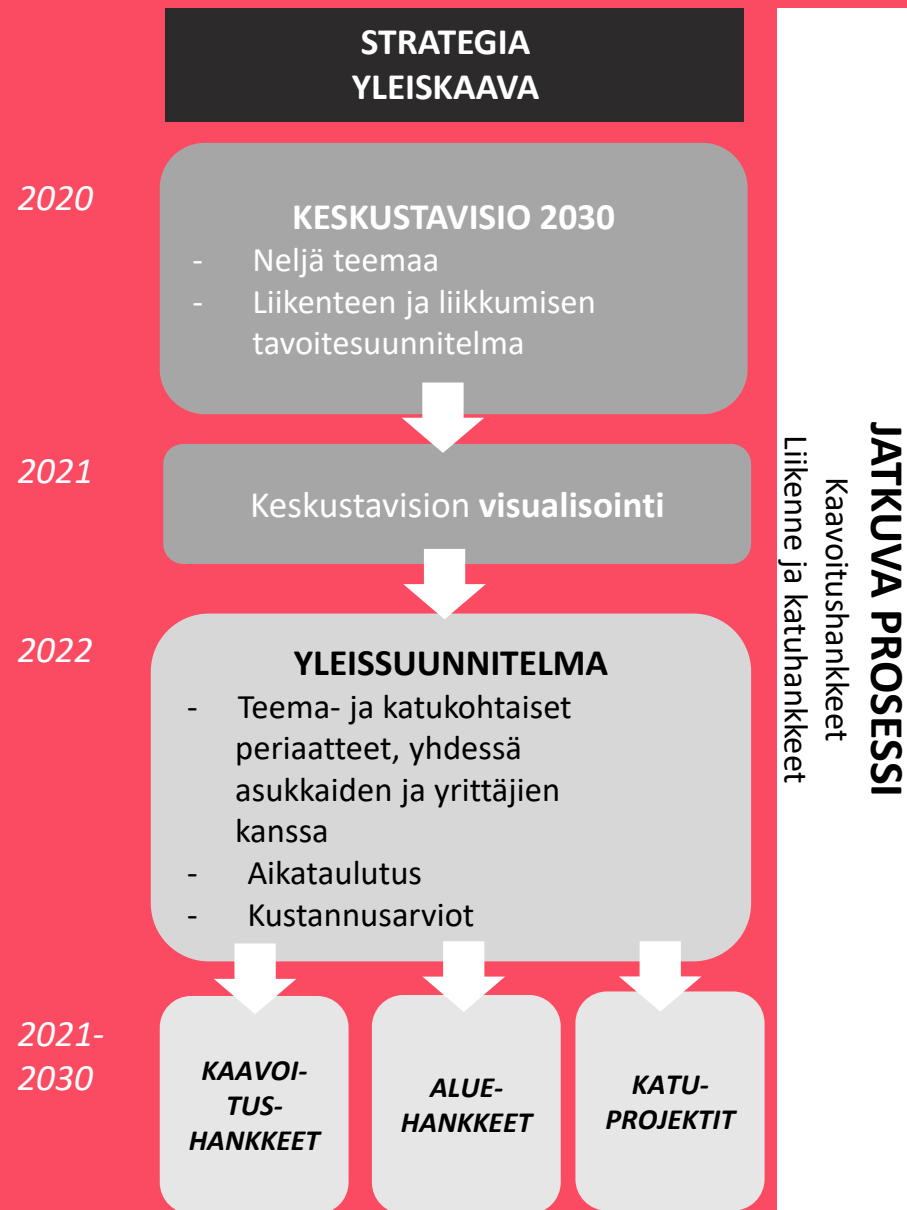 STRATEGIA
YLEISKAAVA
2020
KESKUSTAVISIO 2030
- Neljä teemaa
- Liikenteen ja liikkumisen
tavoitesuunnitelma
2021
Keskustavision visualisointi
2022
YLEISSUUNNITELMA
- Teema- ja katukohtaiset
periaatteet, yhdessä
asukkaiden ja yrittäjien
kanssa
- Aikataulutus
- Kustannusarviot
2021-
2030
KAAVOI-
TUS-
HANKKEET
ALUE-
HANKKEET
KATU-
PROJEKTIT
JATKUVA PROSESSI
Kaavoitushankkeet
Liikenne ja katuhankkeet